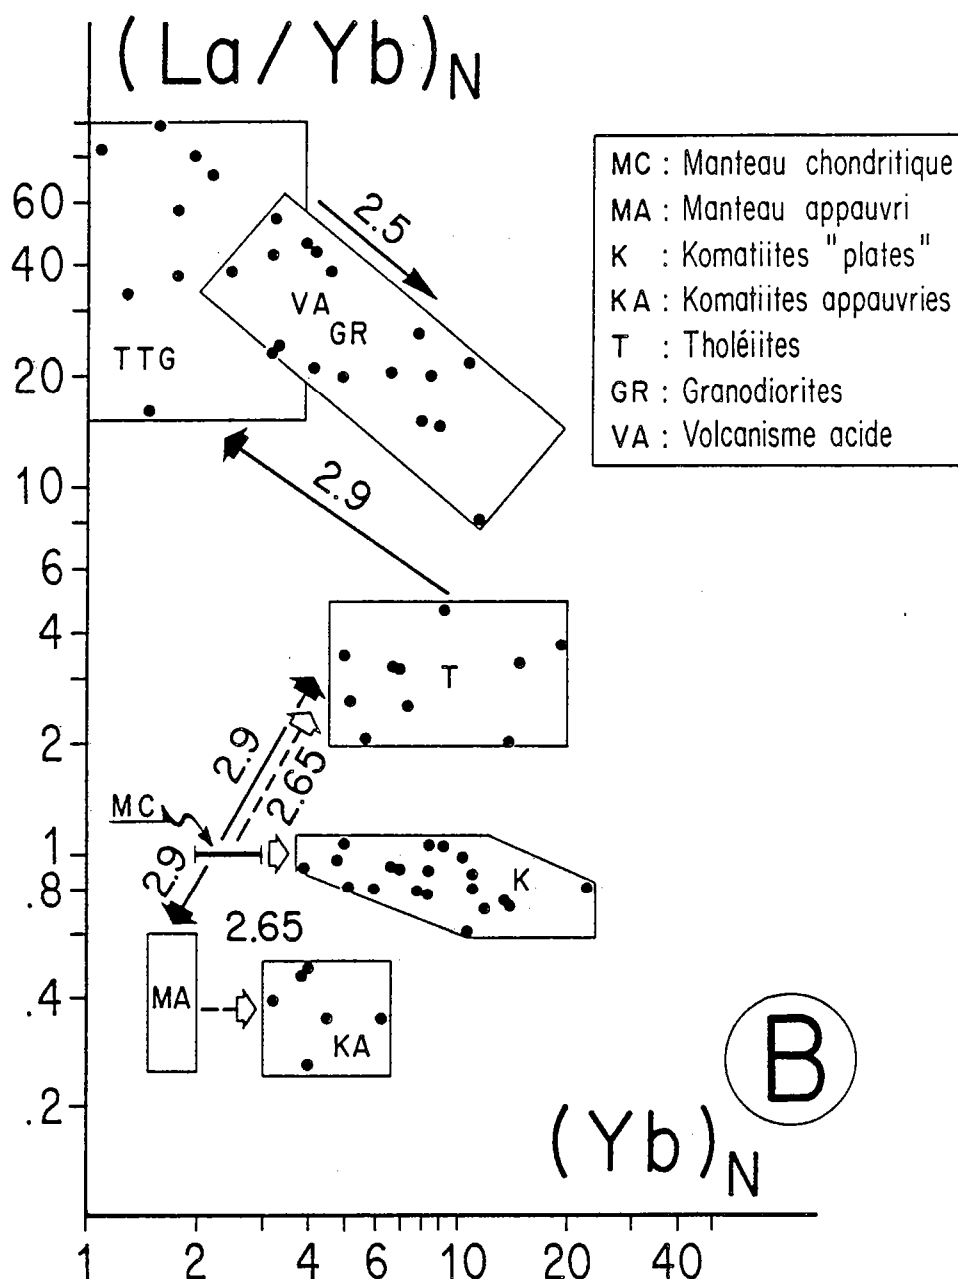 (La/Yb)N
MC : Manteau chondritique
MA : Manteau appauvri
K : Komatiites "plates"
KA : Komatiites appauvries
T : Tholéiites
GR : Granodiorites
VA : Volcanisme acide
60
40
20
10
6
4
2
1
.8
.4
.2
2.5
VA
GR
TTG
2.9
T
2.9
2.65
MC
2.9
K
2.65
MA
KA
B
(Yb)N
1 2 4 6 10 20 40